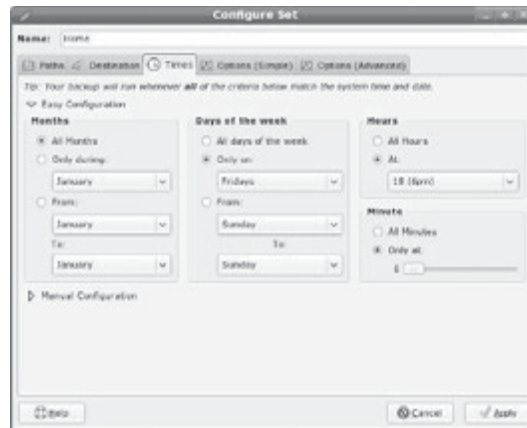 Configure Set
Name: Home
Paths Destination Times Options (Simple) Options (Advanced)
Tip: Your backup will run whenever all of the criteria below match the system time and date.
Easy Configuration
Months
All Months
Only during:
January
From:
January
To:
January
Days of the week
All days of the week
Only on:
Fridays
From:
Sunday
To:
Sunday
Hours
All Hours
At:
18 (6pm)
Minute
All Minutes
Only at:
Manual Configuration
Help
Cancel
Apply